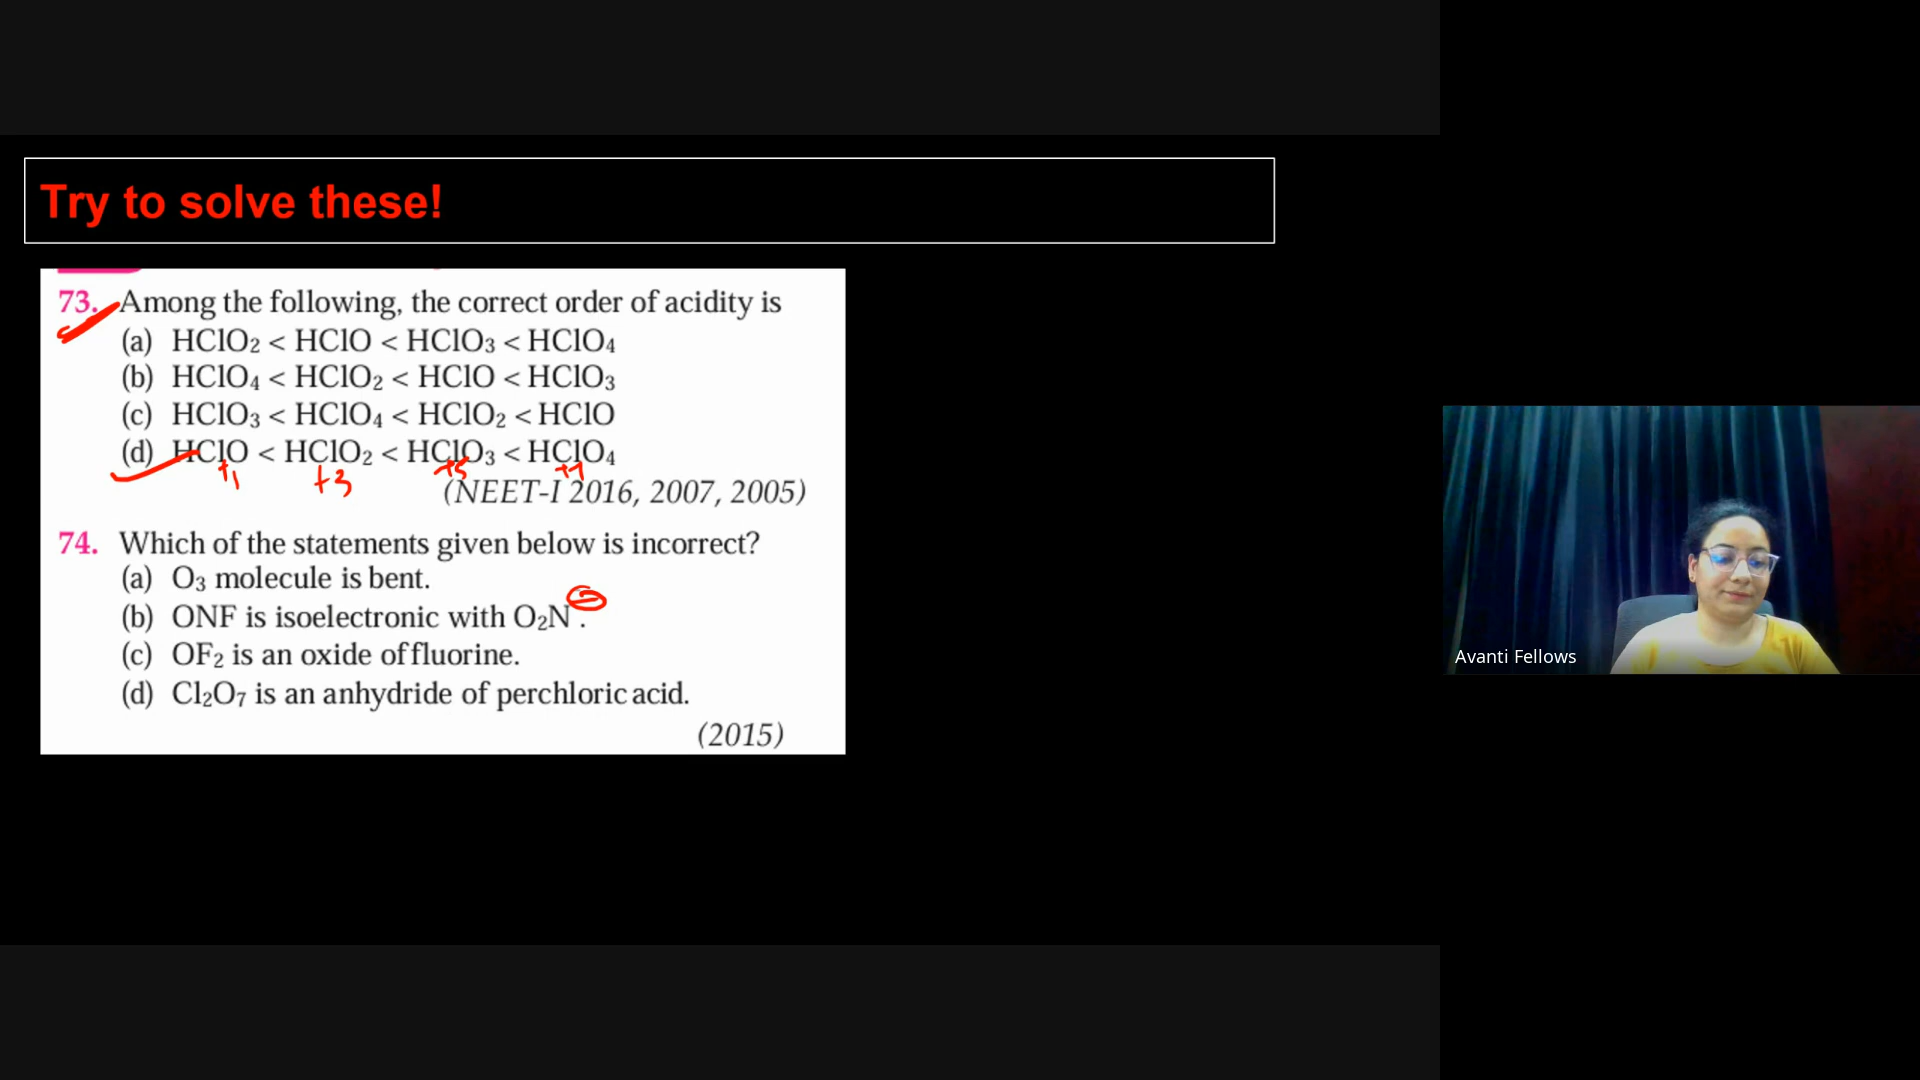 Try to solve these!
73. Among the following, the correct order of acidity is
(a) HClO₂ < HClO < HClO₃ < HClO₄
(b) HClO₄ < HClO₂ < HClO < HClO₃
(c) HClO₃ < HClO₄ < HClO₂ < HClO
(d) HClO < HClO₂ < HClO₃ < HClO₄
+1 +3 +5 +7
(NEET-I 2016, 2007, 2005)
74. Which of the statements given below is incorrect?
(a) O₃ molecule is bent.
(b) ONF is isoelectronic with O₂N⊖.
(c) OF₂ is an oxide of fluorine.
(d) Cl₂O₇ is an anhydride of perchloric acid.
(2015)
Avanti Fellows